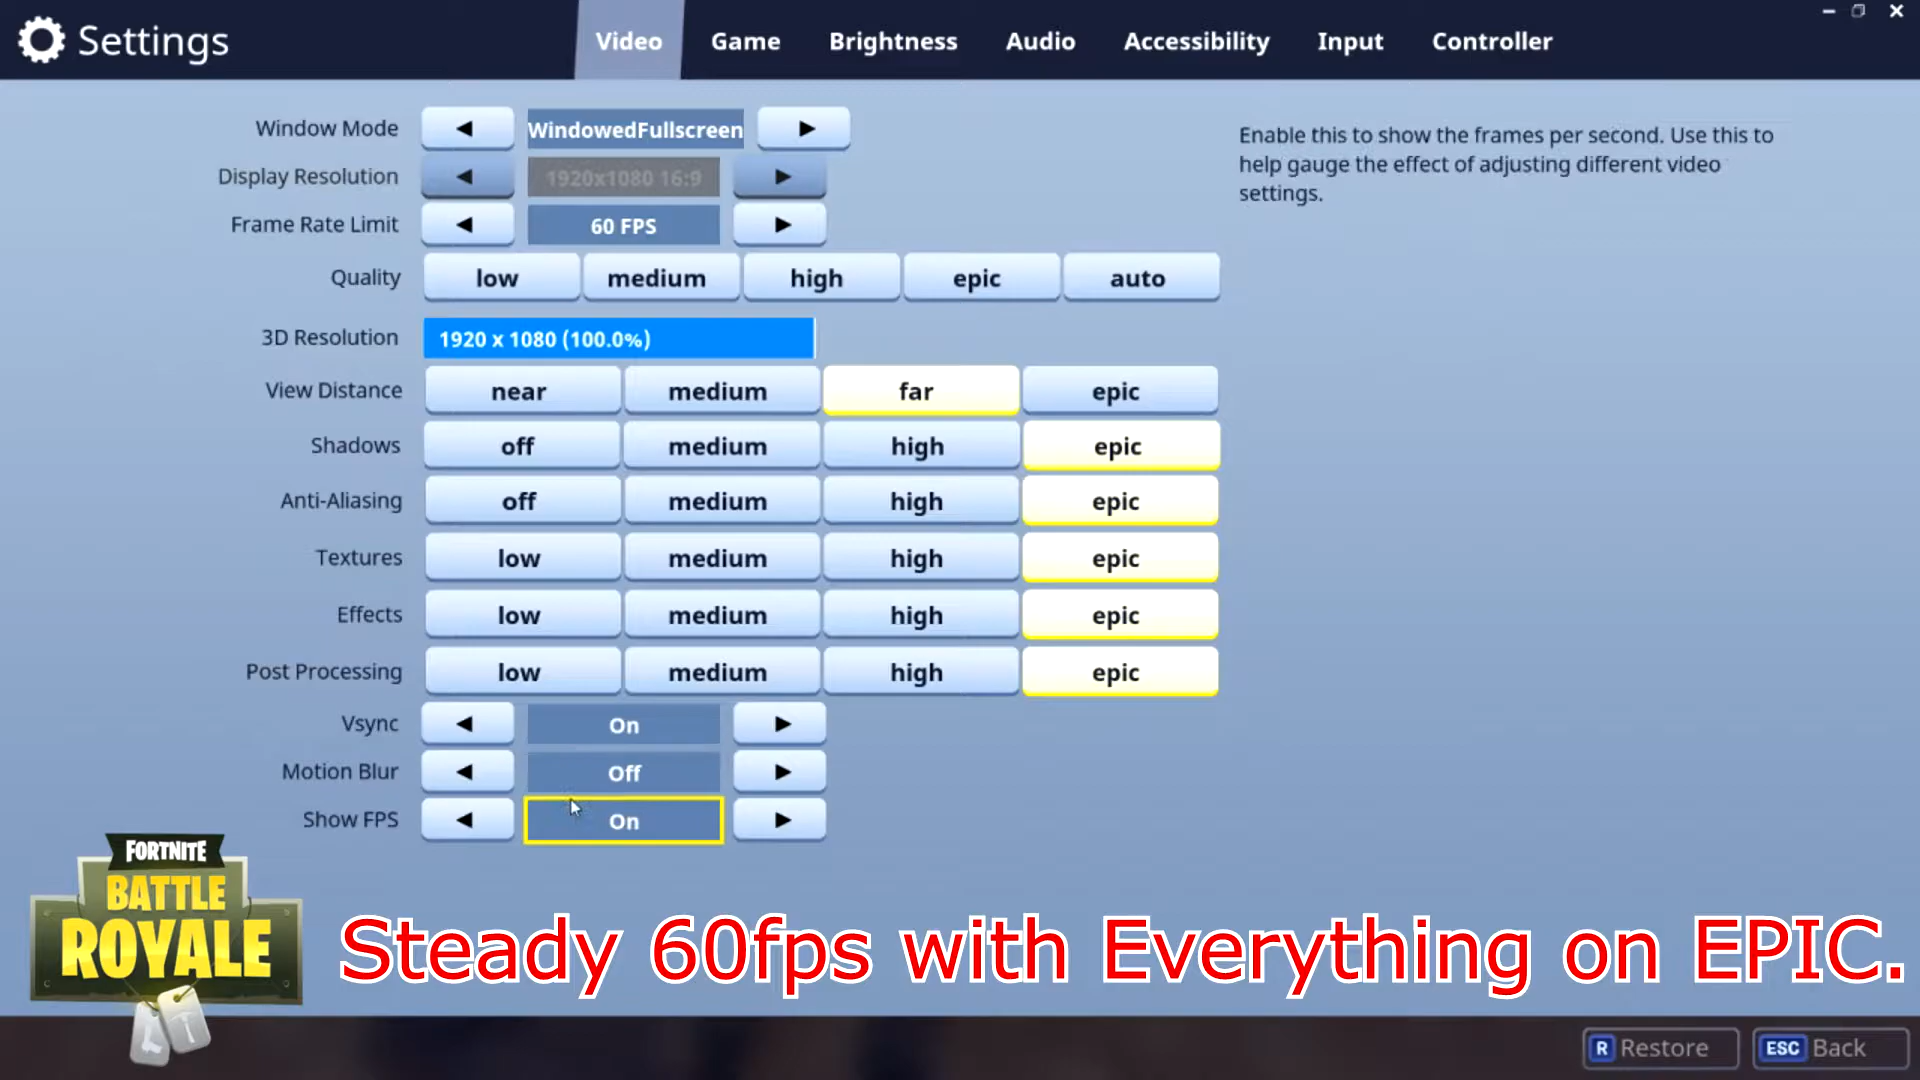 Settings
Video Game Brightness Audio Accessibility Input Controller
Window Mode WindowedFullscreen
Display Resolution 1920x1080 16:9
Frame Rate Limit 60 FPS
Quality low medium high epic auto
3D Resolution 1920 x 1080 (100.0%)
View Distance near medium far epic
Shadows off medium high epic
Anti-Aliasing off medium high epic
Textures low medium high epic
Effects low medium high epic
Post Processing low medium high epic
Vsync On
Motion Blur Off
Show FPS On
Enable this to show the frames per second. Use this to
help gauge the effect of adjusting different video
settings.
FORTNITE
BATTLE
ROYALE
Steady 60fps with Everything on EPIC.
R Restore ESC Back